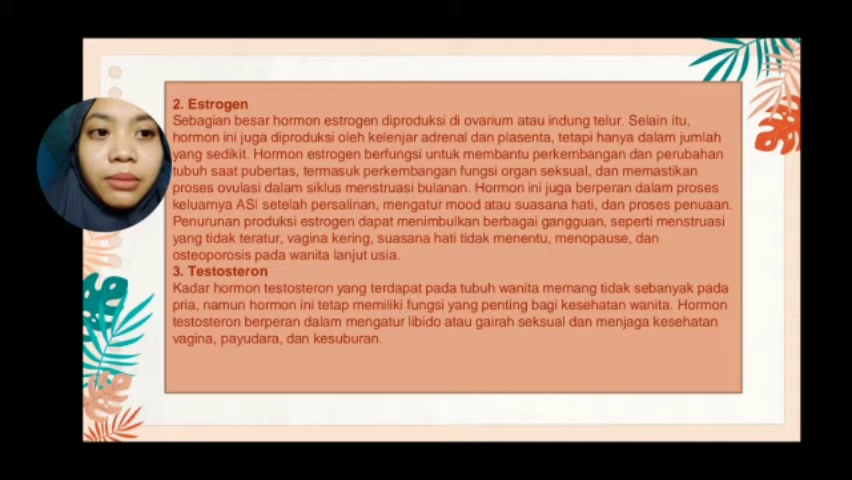 2. Estrogen
Sebagian besar hormon estrogen diproduksi di ovarium atau indung telur. Selain itu,
hormon ini juga diproduksi oleh kelenjar adrenal dan plasenta, tetapi hanya dalam jumlah
yang sedikit. Hormon estrogen berfungsi untuk membantu perkembangan dan perubahan
tubuh saat pubertas, termasuk perkembangan fungsi organ seksual, dan memastikan
proses ovulasi dalam siklus menstruasi bulanan. Hormon ini juga berperan dalam proses
keluarnya ASI setelah persalinan, mengatur mood atau suasana hati, dan proses penuaan.
Penurunan produksi estrogen dapat menimbulkan berbagai gangguan, seperti menstruasi
yang tidak teratur, vagina kering, suasana hati tidak menentu, menopause, dan
osteoporosis pada wanita lanjut usia.
3. Testosteron
Kadar hormon testosteron yang terdapat pada tubuh wanita memang tidak sebanyak pada
pria, namun hormon ini tetap memiliki fungsi yang penting bagi kesehatan wanita. Hormon
testosteron berperan dalam mengatur libido atau gairah seksual dan menjaga kesehatan
vagina, payudara, dan kesuburan.